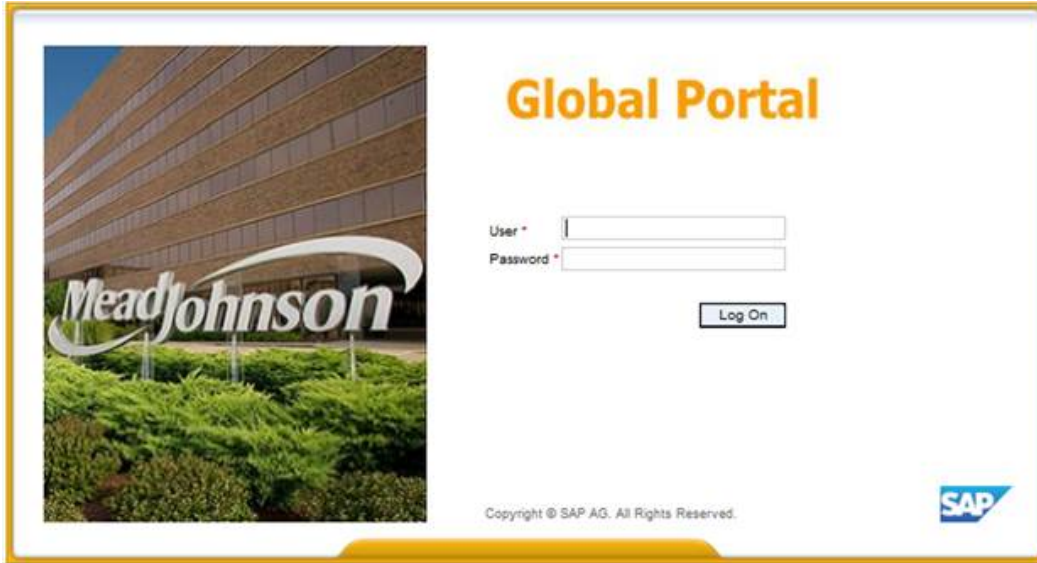 Global Portal
User *
Password *
Log On
MeadJohnson
Copyright © SAP AG. All Rights Reserved.
SAP